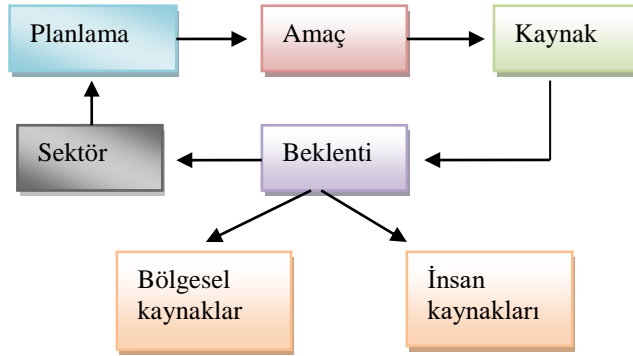 Planlama
Amaç
Kaynak
Sektör
Beklenti
Bölgesel
kaynaklar
İnsan
kaynakları